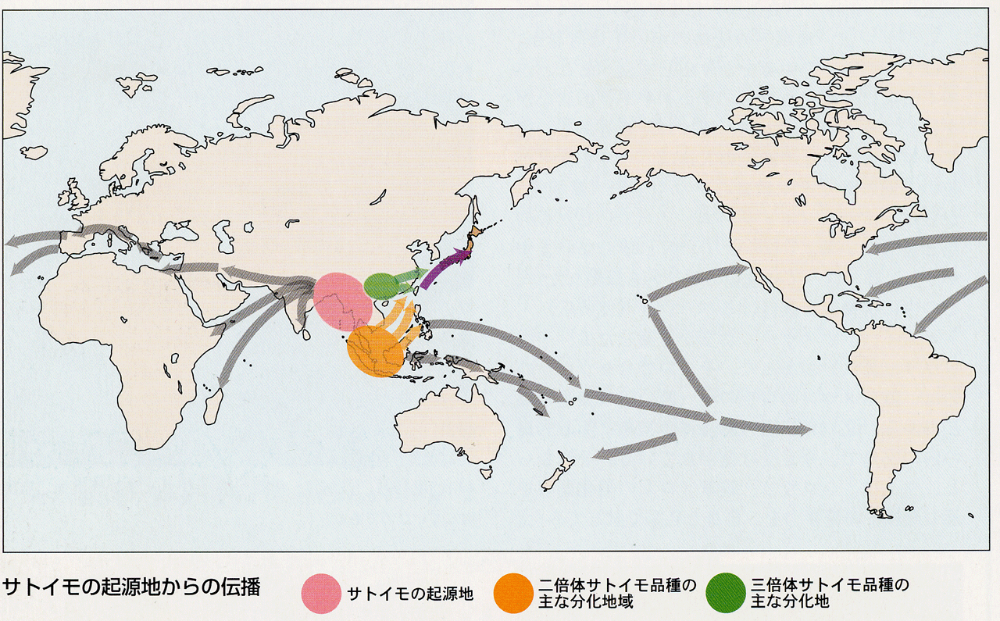 サトイモの起源地からの伝播
サトイモの起源地
二倍体サトイモ品種の
主な分化地域
三倍体サトイモ品種の
主な分化地